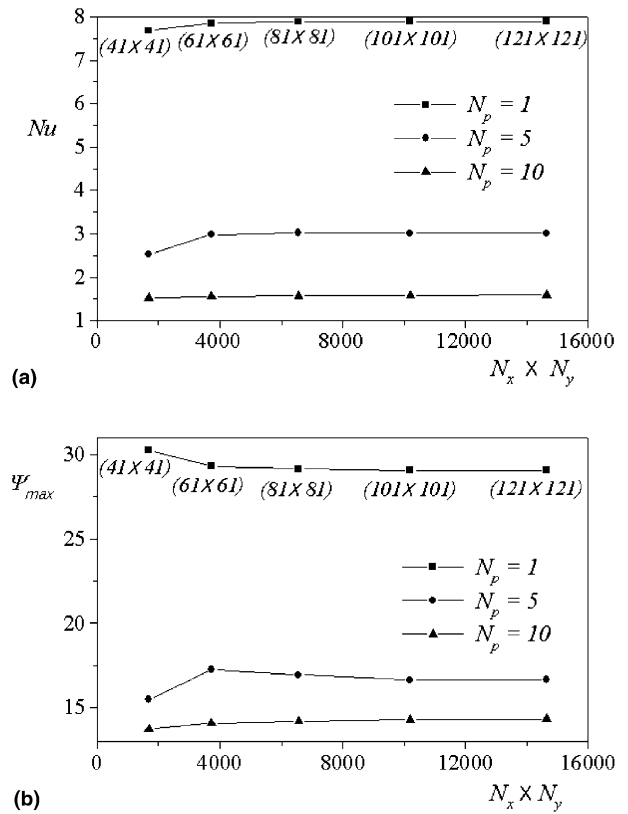 8
(41X41) (61X61) (81X81) (101X101) (121X121)
7
6
N_p = 1
Nu
5
N_p = 5
4
N_p = 10
3
2
1
0 4000 8000 12000 16000
(a)
N_x X N_y
30
(41X41)
Ψ_max
(61X61) (81X81) (101X101) (121X121)
25
N_p = 1
20
N_p = 5
N_p = 10
15
0 4000 8000 12000 16000
(b)
N_x X N_y